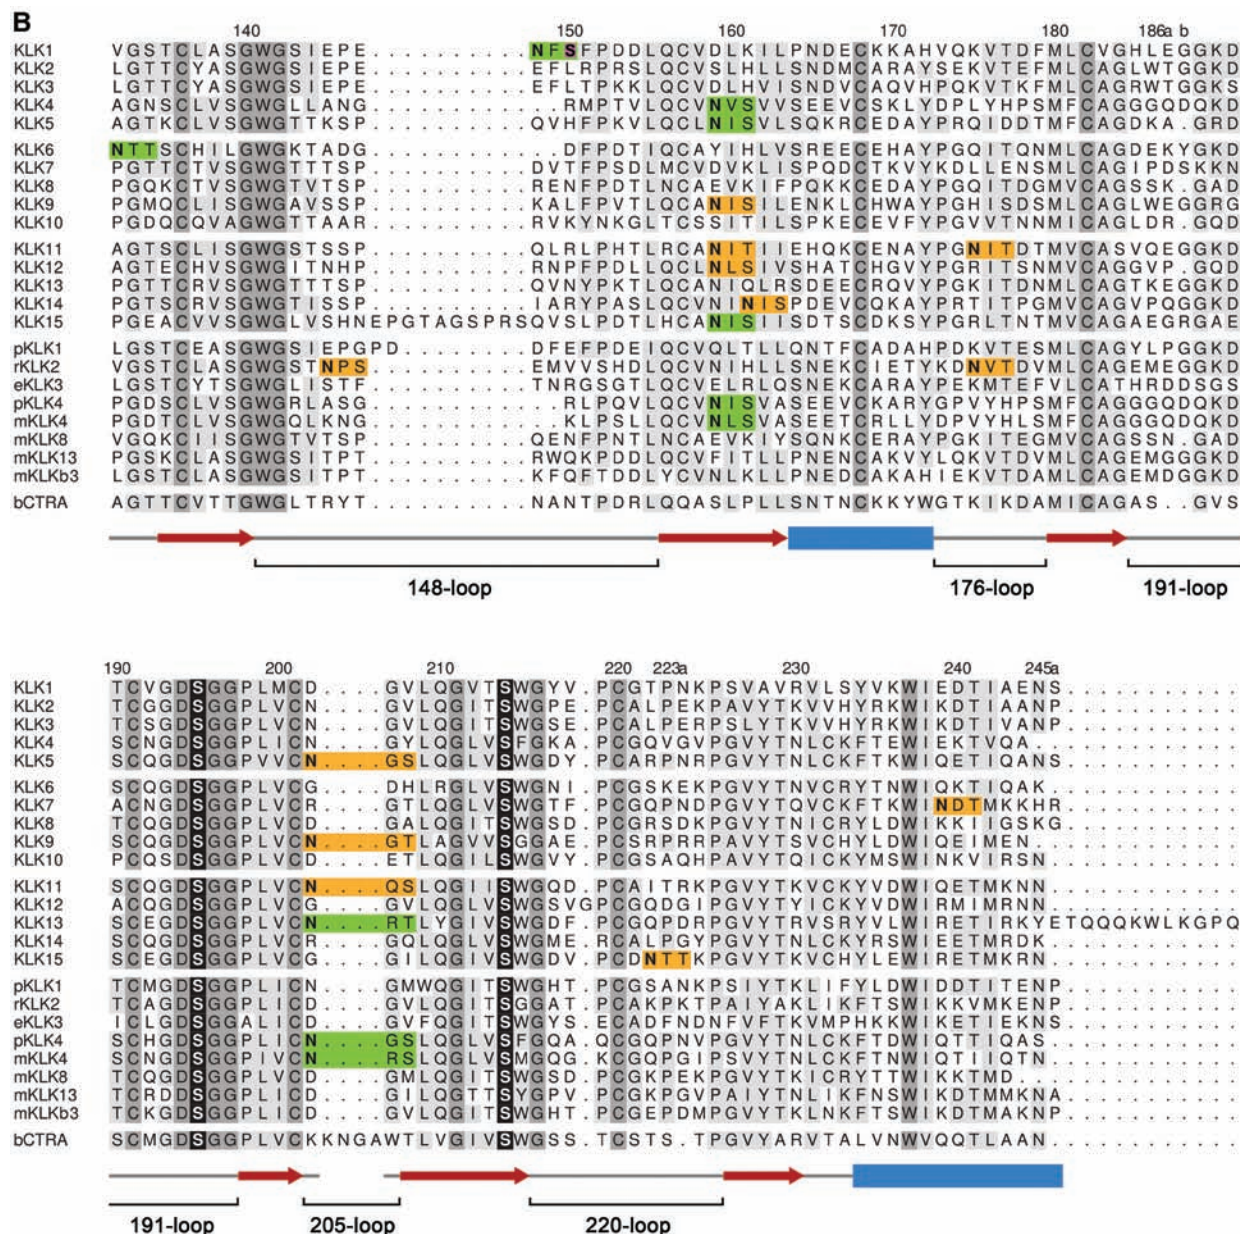 B
140 150 160 170 180 186a b
KLK1 VGSTCLASGWGSIEPE..........NFSFPDDLQCVDLKILPNDECKKAHVQKVTDFMLCVGHLEGGKD
KLK2 LGTTCYASGWGSIEPE..........EFLRPRSLQCVSLHLLSNDMCARAYSEKVTEFMLCAGLWTGGKD
KLK3 LGTTCYASGWGSIEPE..........EFLTPKKLQCVDLHVISNDVCAQVHPQKVTKFMLCAGRWTGGKS
KLK4 AGNSCLVSGWGLLANG............RMPTVLQCVNVSVVSEEVCSKLYDPLYHPSMFCAGGGQDQKD
KLK5 AGTKCLVSGWGTTKSP..........QVHFPKVLQCLNISVLSQKRCEDAYPRQIDDTMFCAGDKA.GRD
KLK6 NTTSCHILGWGKTADG............DFPDTIQCAYIHLVSREECEHAYPGQITQNMLCAGDEKYGKD
KLK7 PGTTCTVSGWGTTTSP..........DVTFPSDLMCVDVKLISPQDCTKVYKDLLENSMLCAGIPDSKKN
KLK8 PGQKCTVSGWGTVTSP..........RENFPDTLNCAEVKIFPQKKCEDAYPGQITDGMVCAGSSK.GAD
KLK9 PGMQCLISGWGAVSSP..........KALFPVTLQCANISILENKLCHWAYPGHISDSMLCAGLWEGGRG
KLK10 PGDQCQVAGWGTTAAR..........RVKYNKGLTCSSITILSPKECEVFYPGVVTNNMICAGLDR.GQD
KLK11 AGTSCLISGWGSTSSP..........QLRLPHTLRCANITIIEHQKCENAYPGNITDTMVCASVQEGGKD
KLK12 AGTECHVSGWGITNHP..........RNPFPDLLQCLNLSIVSHATCHGVYPGRITSNMVCAGGVP.GQD
KLK13 PGTTCRVSGWGTTTSP..........QVNYPKTLQCANIQLRSDEECRQVYPGKITDNMLCAGTKEGGKD
KLK14 PGTSCRVSGWGTISSP..........IARYPASLQCVNINISPDEVCQKAYPRTITPGMVCAGVPQGGKD
KLK15 PGEACVVSGWGLVSHNEPGTAGSPRSQVSLPDTLHCANISIISDTSCDKSYPGRLTNTMVCAGAEGRGAE
pKLK1 LGSTCEASGWGSIEPGPD........DFEFPDEIQCVQLTLLQNTFCADAHPDKVTESMLCAGYLPGGKD
rKLK2 VGSTCLASGWGSTNPS..........EMVVSHDLQCVNIHLLSNEKCIETYKDNVTDVMLCAGEMEGGKD
eKLK3 LGSTCYTSGWGLISTF..........TNRGSGTLQCVELRLQSNEKCARAYPEKMTEFVLCATHRDDSGS
pKLK4 PGDSCLVSGWGRLASG............RLPQVLQCVNISVASEEVCKARYGPVYHPSMFCAGGGQDQKD
mKLK4 PGDTCLVSGWGQLKNG............KLPSLLQCVNLSVASEETCRLLYDPVYHLSMFCAGGGQDQKD
mKLK8 VGQKCIISGWGTVTSP..........QENFPNTLNCAEVKIYSQNKCERAYPGKITEGMVCAGSSN.GAD
mKLK13 PGSKCLASGWGSITPT..........RWQKPDDLQCVFITLLPNENCAKVYLQKVTDVMLCAGEMGGGKD
mKLKb3 LGSTCLASGWGSITPT..........KFQFTDDLYCVNLKLLPNEDCAKAHIEKVTDAMLCAGEMDGGKD
bCTRA AGTTCVTTGWGLTRYT..........NANTPDRLQQASLPLLSNTNCKKYWGTKIKDAMICAGAS..GVS
148-loop 176-loop 191-loop
190 200 210 220 223a 230 240 245a
KLK1 TCVGDSGGPLMCD....GVLQGVTSWGYV.PCGTPNKPSVAVRVLSYVKWIEDTIAENS...........
KLK2 TCGGDSGGPLVCN....GVLQGITSWGPE.PCALPEKPAVYTKVVHYRKWIKDTIAANP...........
KLK3 TCSGDSGGPLVCN....GVLQGITSWGSE.PCALPERPSLYTKVVHYRKWIKDTIVANP...........
KLK4 SCNGDSGGPLICN....GYLQGLVSFGKA.PCGQVGVPGVYTNLCKFTEWIEKTVQA.............
KLK5 SCQGDSGGPVVCN....GSLQGLVSWGDY.PCARPNRPGVYTNLCKFTKWIQETIQANS...........
KLK6 SCQGDSGGPLVCG....DHLRGLVSWGNI.PCGSKEKPGVYTNVCRYTNWIQKTIQAK............
KLK7 ACNGDSGGPLVCR....GTLQGLVSWGTF.PCGQPNDPGVYTQVCKFTKWINDTMKKHR...........
KLK8 TCQGDSGGPLVCD....GALQGITSWGSD.PCGRSDKPGVYTNICRYLDWIKKIIGSKG...........
KLK9 SCQGDSGGPLVCN....GTLAGVVSGGAE.PCSRPRRPAVYTSVCHYLDWIQEIMEN.............
KLK10 PCQSDSGGPLVCD....ETLQGILSWGVY.PCGSAQHPAVYTQICKYMSWINKVIRSN............
KLK11 SCQGDSGGPLVCN....QSLQGIISWGQD.PCAITRKPGVYTKVCKYVDWIQETMKNN............
KLK12 ACQGDSGGPLVCG....GVLQGLVSWGSVGPCGQDGIPGVYTYICKYVDWIRMIMRNN............
KLK13 SCEGDSGGPLVCN....RTLYGIVSWGDF.PCGQPDRPGVYTRVSRYVLWIRETIRKYETQQQKWLKGPQ
KLK14 SCQGDSGGPLVCR....GQLQGLVSWGME.RCALPGYPGVYTNLCKYRSWIEETMRDK............
KLK15 SCEGDSGGPLVCG....GILQGIVSWGDV.PCDNTTKPGVYTKVCHYLEWIRETMKRN............
pKLK1 TCMGDSGGPLICN....GMWQGITSWGHT.PCGSANKPSIYTKLIFYLDWIDDTITENP...........
rKLK2 TCAGDSGGPLICD....GVLQGITSGGAT.PCAKPKTPAIYAKLIKFTSWIKKVMKENP...........
eKLK3 ICLGDSGGALICD....GVFQGITSWGYS.ECADFNDNFVFTKVMPHKKWIKETIEKNS...........
pKLK4 SCHGDSGGPLICN....GSLQGLVSFGQA.QCGQPNVPGVYTNLCKFTDWIQTTIQAS............
mKLK4 SCNGDSGGPIVCN....RSLQGLVSMGQG.KCGQPGIPSVYTNLCKFTNWIQTIIQTN............
mKLK8 TCQGDSGGPLVCD....GMLQGITSWGSD.PCGKPEKPGVYTKICRYTTWIKKTMD..............
mKLK13 TCRDDSGGPLICD....GILQGTTSYGPV.PCGKPGVPAIYTNLIKFNSWIKDTMMKNA...........
mKLKb3 TCKGDSGGPLICD....GVLQGITSWGHT.PCGEPDMPGVYTKLNKFTSWIKDTMAKNP...........
bCTRA SCMGDSGGPLVCKKNGAWTLVGIVSWGSS.TCSTS.TPGVYARVTALVNWVQQTLAAN............
191-loop 205-loop 220-loop